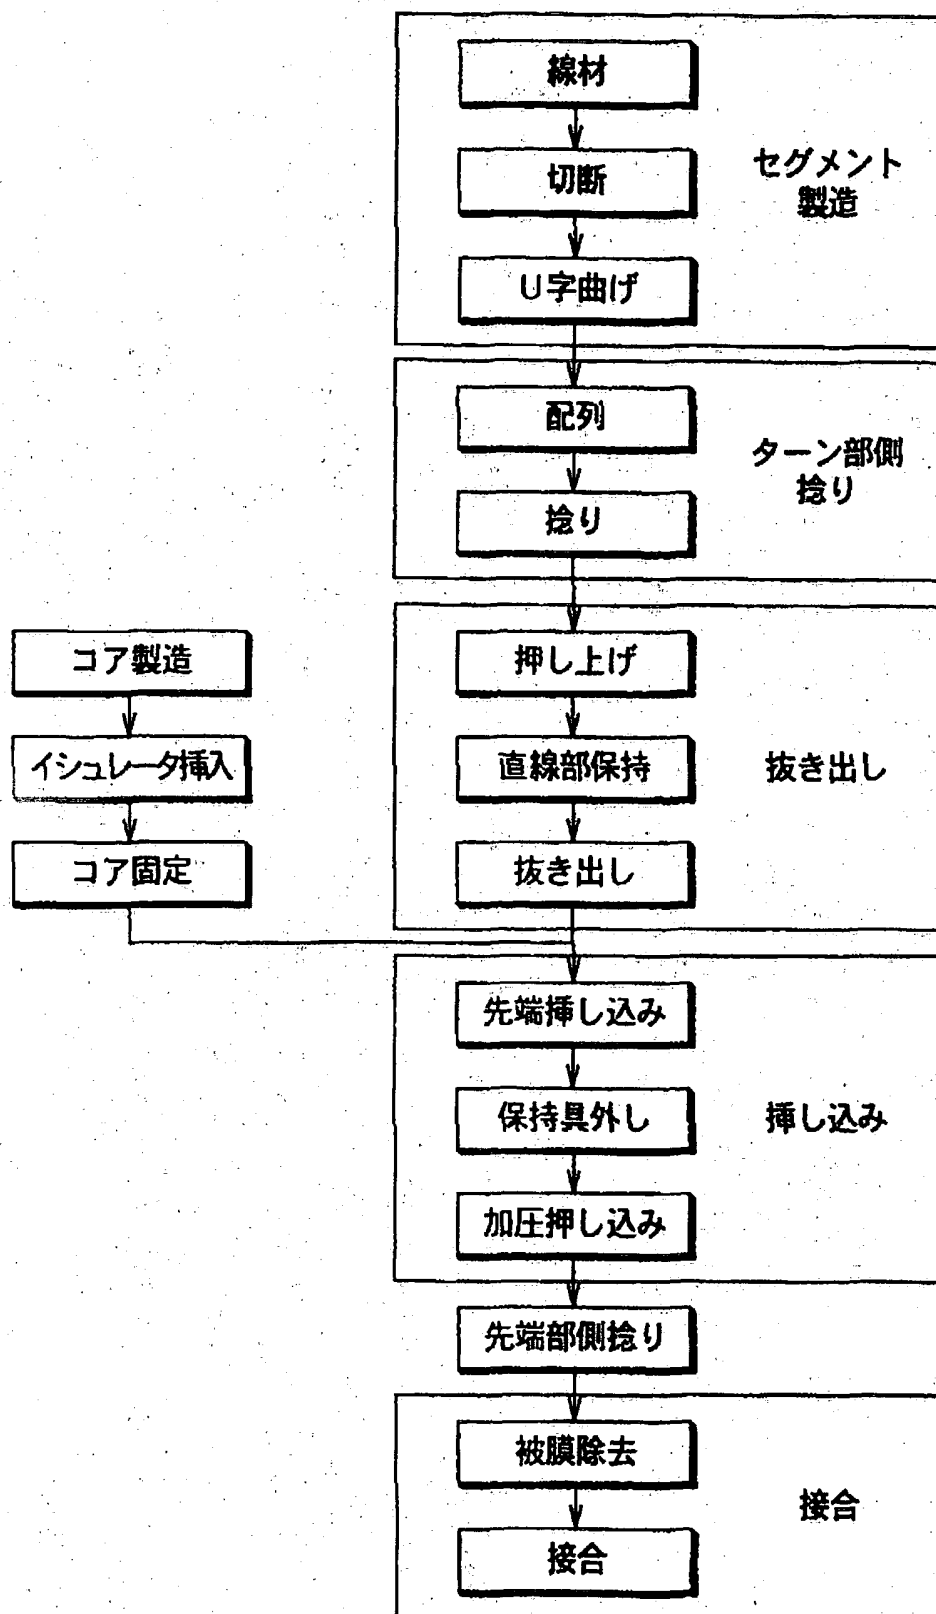 線材
切断
U字曲げ
セグメント
製造
配列
捻り
ターン部側
捻り
コア製造
イシュレータ挿入
コア固定
押し上げ
直線部保持
抜き出し
抜き出し
先端挿し込み
保持具外し
加圧押し込み
挿し込み
先端部側捻り
被膜除去
接合
接合